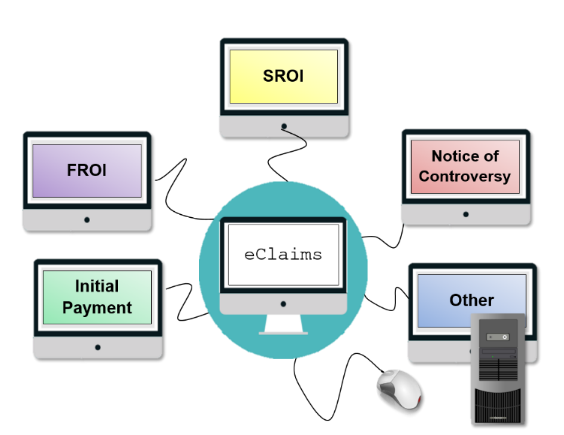 SROI
FROI
Notice of
Controversy
eClaims
Initial
Payment
Other